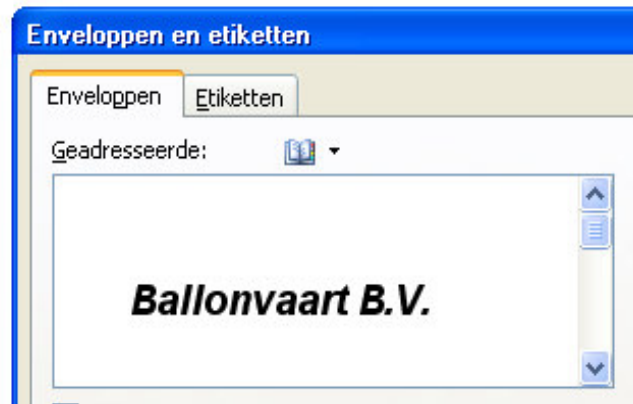 Enveloppen en etiketten
Enveloppen Etiketten
Geadresseerde:
Ballonvaart B.V.